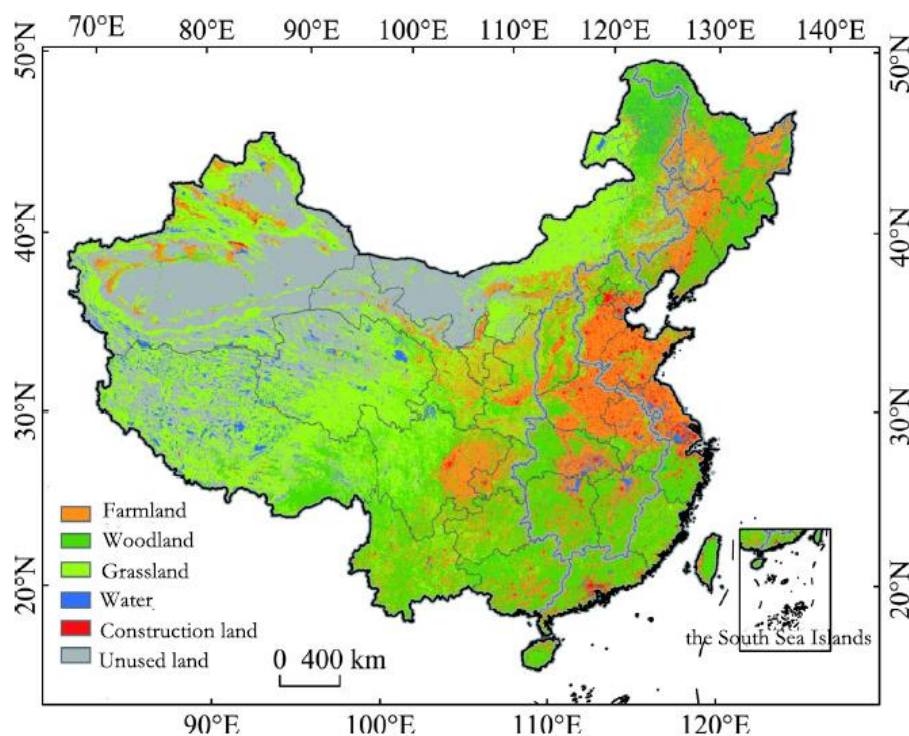 70°E 80°E 90°E 100°E 110°E 120°E 130°E 140°E
50°N 50°N
40°N 40°N
30°N 30°N
20°N 20°N
Farmland
Woodland
Grassland
Water
Construction land
Unused land
0 400 km
the South Sea Islands
90°E 100°E 110°E 120°E